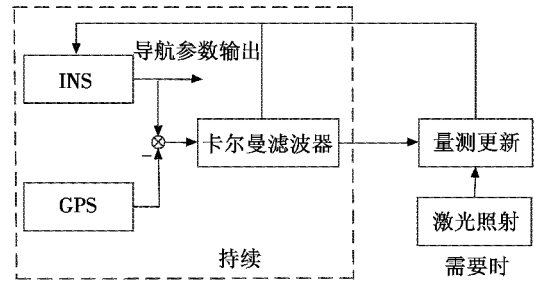 导航参数输出
INS
卡尔曼滤波器
量测更新
GPS
激光照射
持续
需要时